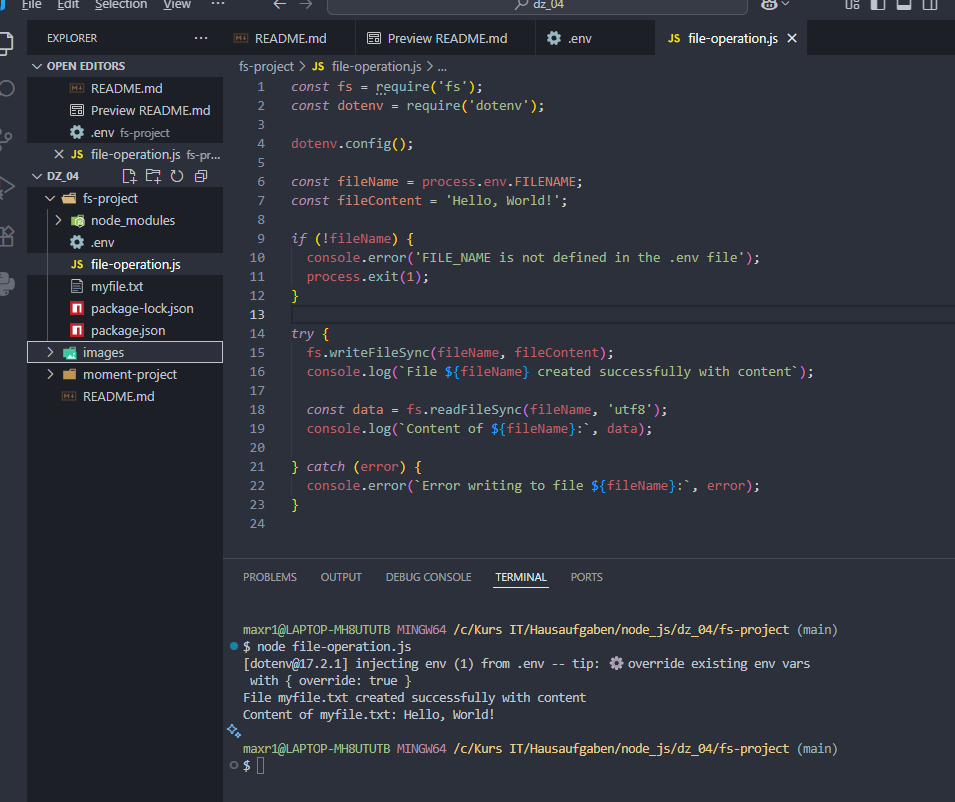 File Edit Selection View ··· dz_04
EXPLORER ···
OPEN EDITORS
README.md
Preview README.md
.env fs-project
JS file-operation.js fs-pr...
DZ_04
fs-project
node_modules
.env
JS file-operation.js
myfile.txt
package-lock.json
package.json
images
moment-project
README.md
README.md Preview README.md .env JS file-operation.js
fs-project > JS file-operation.js > ...
1 const fs = require('fs');
2 const dotenv = require('dotenv');
3
4 dotenv.config();
5
6 const fileName = process.env.FILENAME;
7 const fileContent = 'Hello, World!';
8
9 if (!fileName) {
10 console.error('FILE_NAME is not defined in the .env file');
11 process.exit(1);
12 }
13
14 try {
15 fs.writeFileSync(fileName, fileContent);
16 console.log(`File ${fileName} created successfully with content`);
17
18 const data = fs.readFileSync(fileName, 'utf8');
19 console.log(`Content of ${fileName}:`, data);
20
21 } catch (error) {
22 console.error(`Error writing to file ${fileName}:`, error);
23 }
24
PROBLEMS OUTPUT DEBUG CONSOLE TERMINAL PORTS
maxr1@LAPTOP-MH8UTUTB MINGW64 /c/Kurs IT/Hausaufgaben/node_js/dz_04/fs-project (main)
$ node file-operation.js
[dotenv@17.2.1] injecting env (1) from .env -- tip: ⚙️ override existing env vars
with { override: true }
File myfile.txt created successfully with content
Content of myfile.txt: Hello, World!
maxr1@LAPTOP-MH8UTUTB MINGW64 /c/Kurs IT/Hausaufgaben/node_js/dz_04/fs-project (main)
$